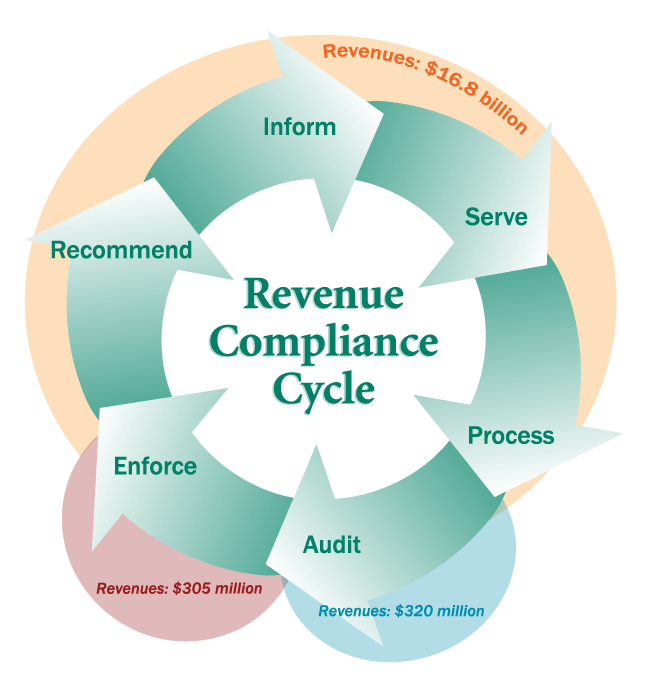 Revenues: $16.8 billion
Inform
Serve
Recommend
Revenue
Compliance
Cycle
Process
Enforce
Audit
Revenues: $305 million
Revenues: $320 million